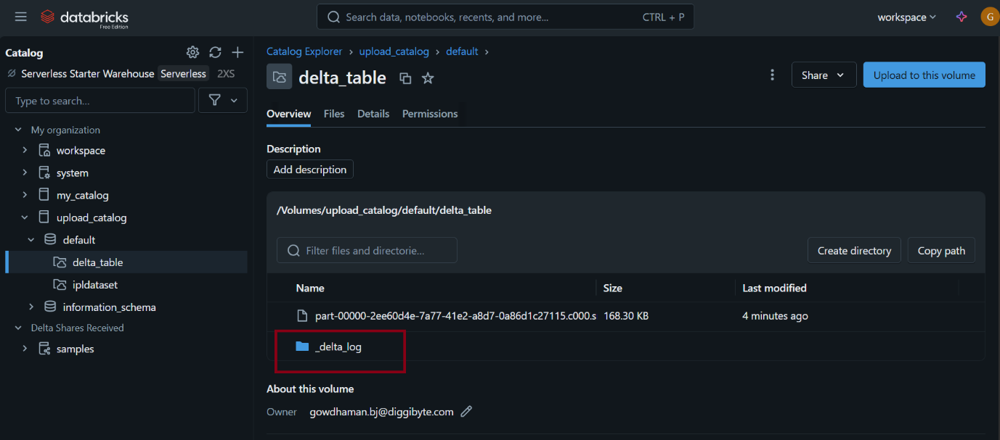 databricks
Free Edition
Search data, notebooks, recents, and more... CTRL + P
workspace
G
Catalog
Serverless Starter Warehouse Serverless 2XS
Type to search...
My organization
workspace
system
my_catalog
upload_catalog
default
delta_table
ipldataset
information_schema
Delta Shares Received
samples
Catalog Explorer › upload_catalog › default ›
delta_table
Share
Upload to this volume
Overview Files Details Permissions
Description
Add description
/Volumes/upload_catalog/default/delta_table
Filter files and directorie...
Create directory Copy path
Name Size Last modified
part-00000-2ee60d4e-7a77-41e2-a8d7-0a86d1c27115.c000.s 168.30 KB 4 minutes ago
_delta_log
About this volume
Owner gowdhaman.bj@diggibyte.com